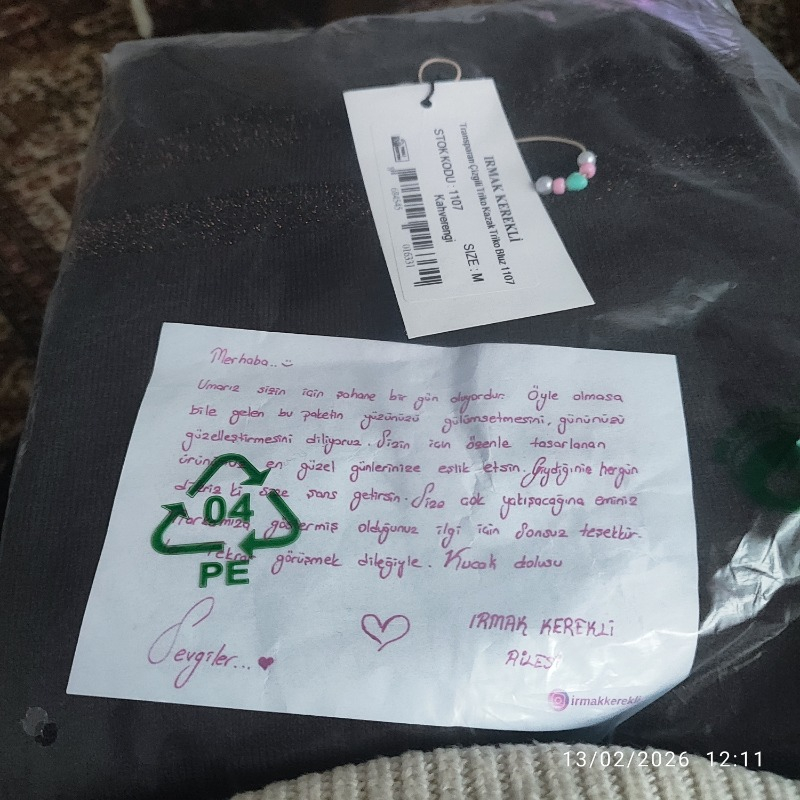 IRMAK KEREKLİ
Transparan Çizgili Triko Kazak Triko Bluz 1107
STOK KODU : 1107 SIZE : M
Kahverengi
016331
Merhaba..
Umarız sizin için şahane bir gün oluyordur. Öyle olmasa
bile gelen bu paketin yüzünüzü gülümsetmesini, gününüzü
güzelleştirmesini diliyoruz. Sizin için özenle tasarlanan
en güzel günlerinize eşlik etsin. Giydiğiniz hergün
size şans getirsin. Size çok yakışacağına eminiz
göstermiş olduğunuz ilgi için Sonsuz teşekkür.
Tekrar görüşmek dileğiyle. Kucak dolusu
Sevgiler...
IRMAK KEREKLİ
AİLESİ
irmakkerekli
04
PE
13/02/2026 12:11